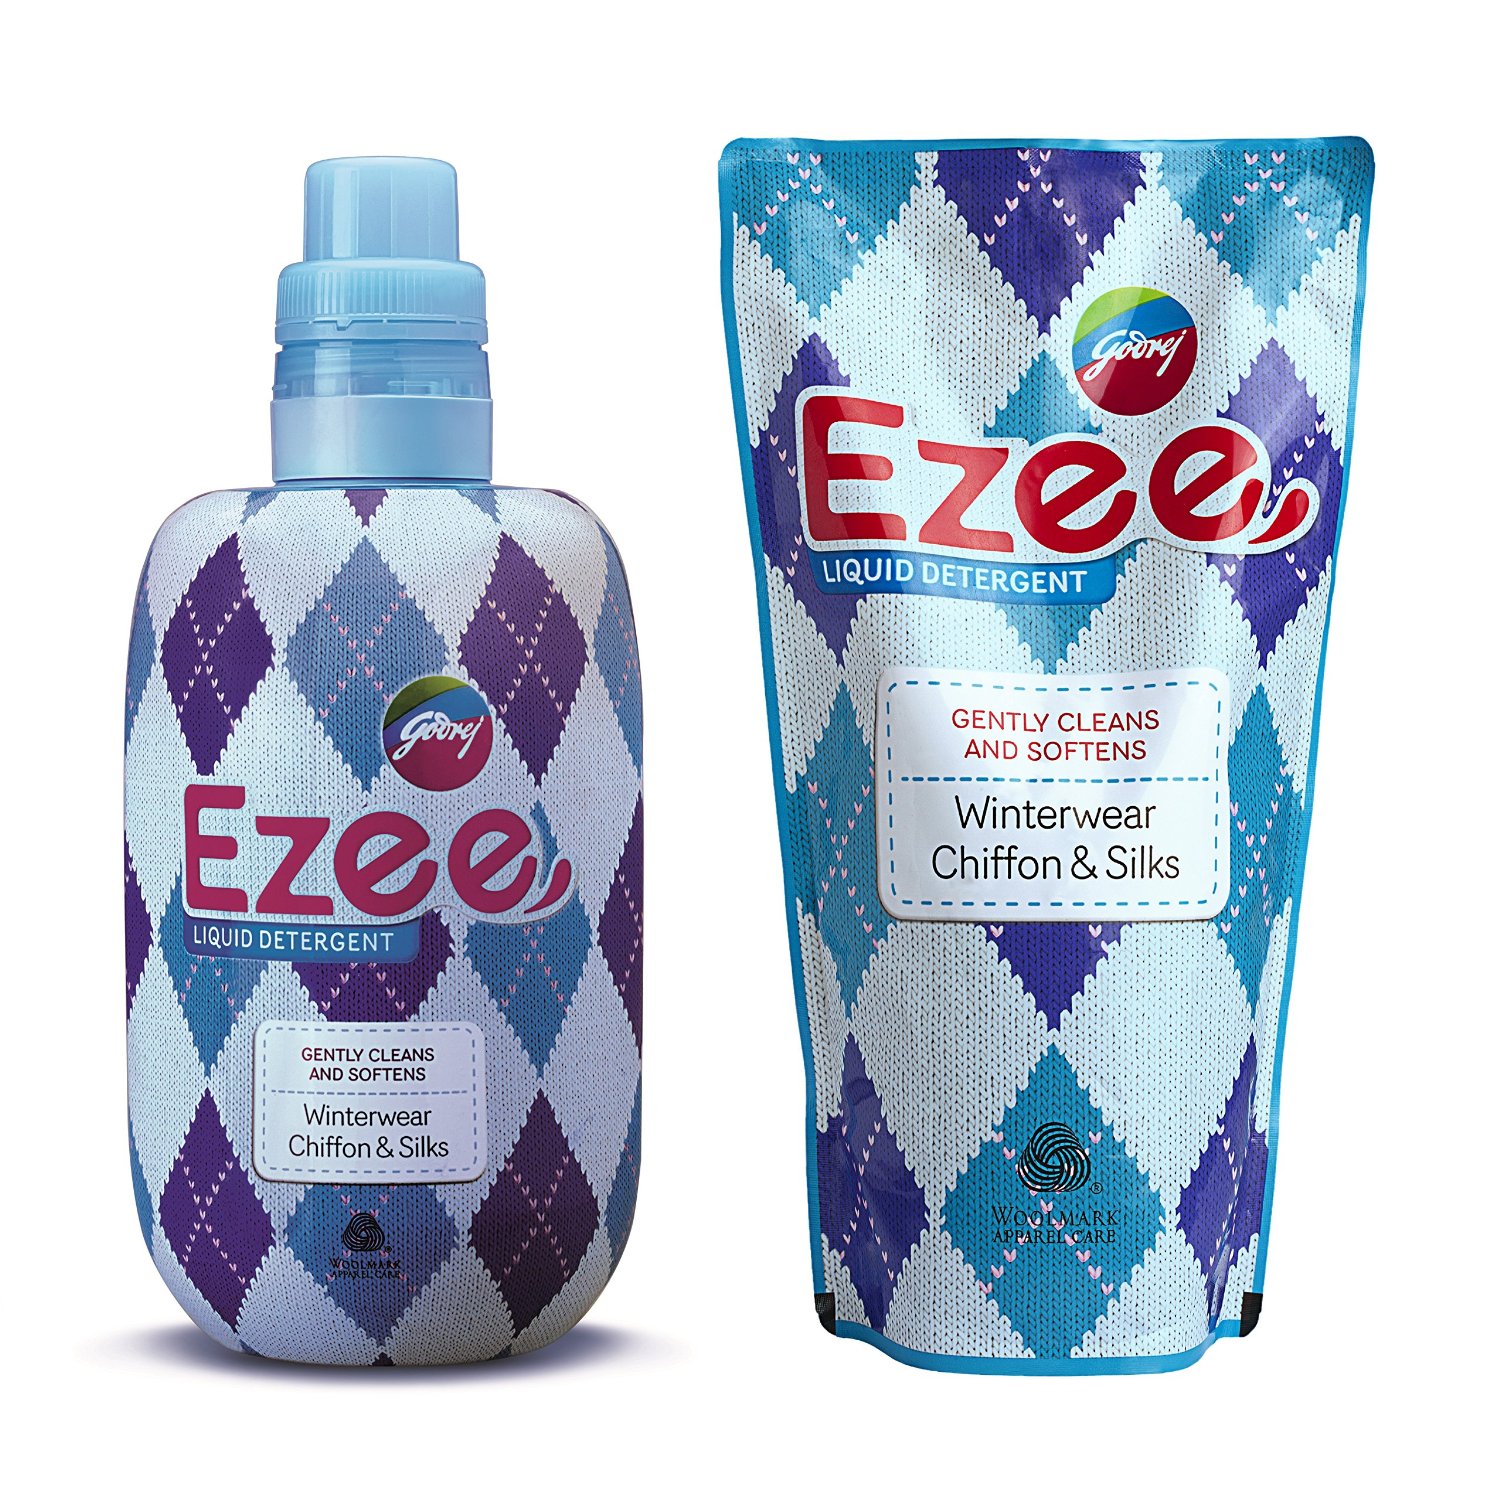 Godrej
Ezee
LIQUID DETERGENT
GENTLY CLEANS
AND SOFTENS
Winterwear
Chiffon & Silks
WOOLMARK
APPAREL CARE
Godrej
Ezee
LIQUID DETERGENT
GENTLY CLEANS
AND SOFTENS
Winterwear
Chiffon & Silks
®
WOOLMARK
APPAREL CARE